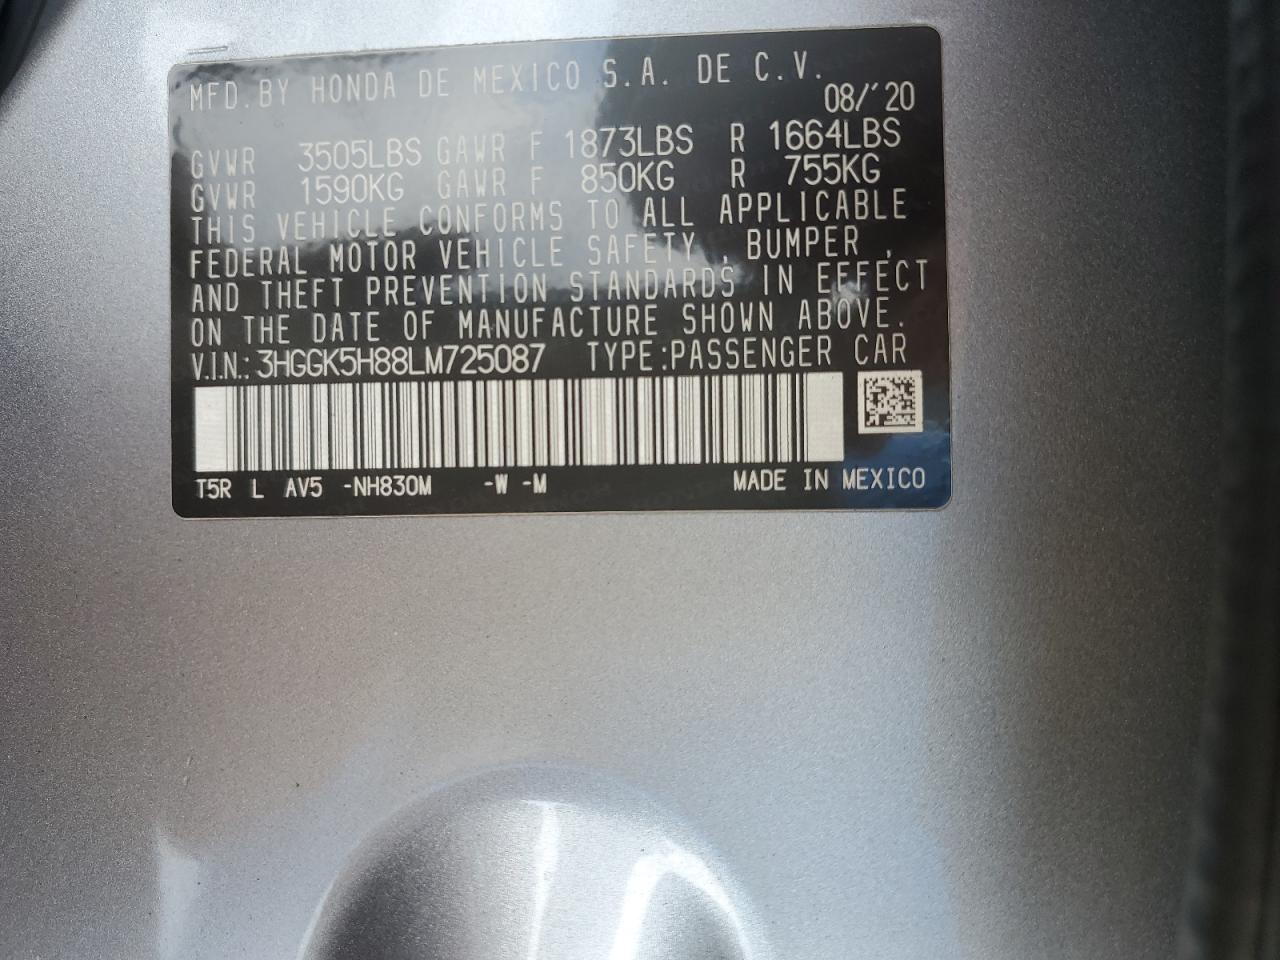 MFD. BY HONDA DE MEXICO S.A. DE C.V.
08/'20
GVWR 3505LBS GAWR F 1873LBS R 1664LBS
GVWR 1590KG GAWR F 850KG R 755KG
THIS VEHICLE CONFORMS TO ALL APPLICABLE
FEDERAL MOTOR VEHICLE SAFETY , BUMPER ,
AND THEFT PREVENTION STANDARDS IN EFFECT
ON THE DATE OF MANUFACTURE SHOWN ABOVE.
V.I.N.: 3HGGK5H88LM725087 TYPE:PASSENGER CAR
T5R L AV5 -NH830M -W -M MADE IN MEXICO